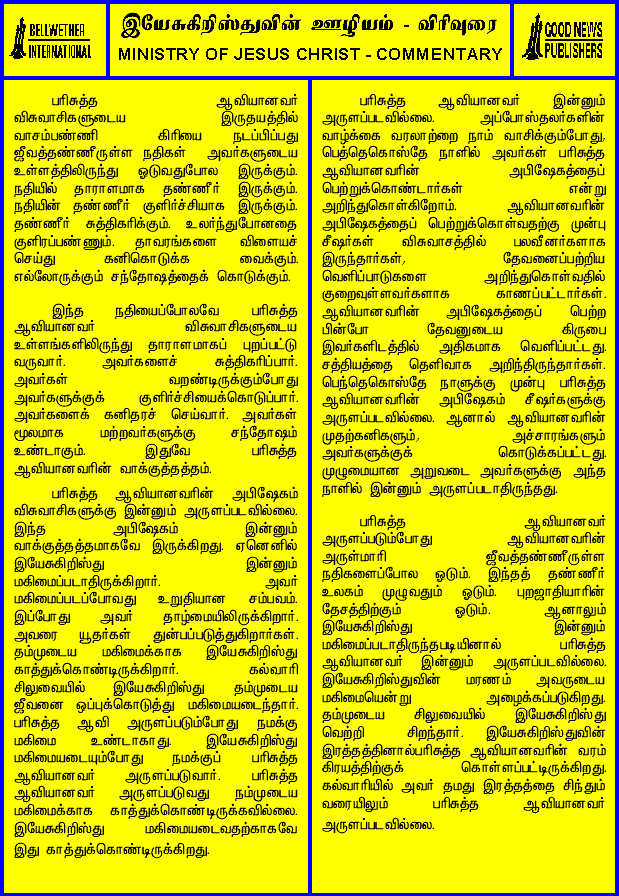 BELLWETHER
INTERNATIONAL
இயேசுகிறிஸ்துவின் ஊழியம் - விரிவுரை
MINISTRY OF JESUS CHRIST - COMMENTARY
GOOD NEWS
PUBLISHERS
பரிசுத்த ஆவியானவர்
விசுவாசிகளுடைய இருதயத்தில்
வாசம்பண்ணி கிரியை நடப்பிப்பது
ஜீவத்தண்ணீருள்ள நதிகள் அவர்களுடைய
உள்ளத்திலிருந்து ஓடுவதுபோல இருக்கும்.
நதியில் தாராளமாக தண்ணீர் இருக்கும்.
நதியின் தண்ணீர் குளிர்ச்சியாக இருக்கும்.
தண்ணீர் சுத்திகரிக்கும். உலர்ந்துபோனதை
குளிரப்பண்ணும். தாவரங்களை விளையச்
செய்து கனிகொடுக்க வைக்கும்.
எல்லோருக்கும் சந்தோஷத்தைக் கொடுக்கும்.
இந்த நதியைப்போலவே பரிசுத்த
ஆவியானவர் விசுவாசிகளுடைய
உள்ளங்களிலிருந்து தாராளமாகப் புறப்பட்டு
வருவார். அவர்களைச் சுத்திகரிப்பார்.
அவர்கள் வறண்டிருக்கும்போது
அவர்களுக்குக் குளிர்ச்சியைக்கொடுப்பார்.
அவர்களைக் கனிதரச் செய்வார். அவர்கள்
மூலமாக மற்றவர்களுக்கு சந்தோஷம்
உண்டாகும். இதுவே பரிசுத்த
ஆவியானவரின் வாக்குத்தத்தம்.
பரிசுத்த ஆவியானவரின் அபிஷேகம்
விசுவாசிகளுக்கு இன்னும் அருளப்படவில்லை.
இந்த அபிஷேகம் இன்னும்
வாக்குத்தத்தமாகவே இருக்கிறது. ஏனெனில்
இயேசுகிறிஸ்து இன்னும்
மகிமைப்படாதிருக்கிறார். அவர்
மகிமைப்படப்போவது உறுதியான சம்பவம்.
இப்போது அவர் தாழ்மையிலிருக்கிறார்.
அவரை யூதர்கள் துன்பப்படுத்துகிறார்கள்.
தம்முடைய மகிமைக்காக இயேசுகிறிஸ்து
காத்துக்கொண்டிருக்கிறார். கல்வாரி
சிலுவையில் இயேசுகிறிஸ்து தம்முடைய
ஜீவனை ஒப்புக்கொடுத்து மகிமையடைந்தார்.
பரிசுத்த ஆவி அருளப்படும்போது நமக்கு
மகிமை உண்டாகாது. இயேசுகிறிஸ்து
மகிமையடையும்போது நமக்குப் பரிசுத்த
ஆவியானவர் அருளப்படுவார். பரிசுத்த
ஆவியானவர் அருளப்படுவது நம்முடைய
மகிமைக்காக காத்துக்கொண்டிருக்கவில்லை.
இயேசுகிறிஸ்து மகிமையடைவதற்காகவே
இது காத்துக்கொண்டிருக்கிறது.
பரிசுத்த ஆவியானவர் இன்னும்
அருளப்படவில்லை. அப்போஸ்தலர்களின்
வாழ்க்கை வரலாற்றை நாம் வாசிக்கும்போது,
பெத்தெகொஸ்தே நாளில் அவர்கள் பரிசுத்த
ஆவியானவரின் அபிஷேகத்தைப்
பெற்றுக்கொண்டார்கள் என்று
அறிந்துகொள்கிறோம். ஆவியானவரின்
அபிஷேகத்தைப் பெற்றுக்கொள்வதற்கு முன்பு
சீஷர்கள் விசுவாசத்தில் பலவீனர்களாக
இருந்தார்கள், தேவனைப்பற்றிய
வெளிப்பாடுகளை அறிந்துகொள்வதில்
குறைவுள்ளவர்களாக காணப்பட்டார்கள்.
ஆவியானவரின் அபிஷேகத்தைப் பெற்ற
பின்போ தேவனுடைய கிருபை
இவர்களிடத்தில் அதிகமாக வெளிப்பட்டது.
சத்தியத்தை தெளிவாக அறிந்திருந்தார்கள்.
பெந்தெகொஸ்தே நாளுக்கு முன்பு பரிசுத்த
ஆவியானவரின் அபிஷேகம் சீஷர்களுக்கு
அருளப்படவில்லை. ஆனால் ஆவியானவரின்
முதற்கனிகளும், அச்சாரங்களும்
அவர்களுக்குக் கொடுக்கப்பட்டது.
முழுமையான அறுவடை அவர்களுக்கு அந்த
நாளில் இன்னும் அருளப்படாதிருந்தது.
பரிசுத்த ஆவியானவர்
அருளப்படும்போது ஆவியானவரின்
அருள்மாரி ஜீவத்தண்ணீருள்ள
நதிகளைப்போல ஓடும். இந்தத் தண்ணீர்
உலகம் முழுவதும் ஓடும். புறஜாதியாரின்
தேசத்திற்கும் ஓடும். ஆனாலும்
இயேசுகிறிஸ்து இன்னும்
மகிமைப்படாதிருந்தபடியினால் பரிசுத்த
ஆவியானவர் இன்னும் அருளப்படவில்லை.
இயேசுகிறிஸ்துவின் மரணம் அவருடைய
மகிமையென்று அழைக்கப்படுகிறது.
தம்முடைய சிலுவையில் இயேசுகிறிஸ்து
வெற்றி சிறந்தார். இயேசுகிறிஸ்துவின்
இரத்தத்தினால்பரிசுத்த ஆவியானவரின் வரம்
கிரயத்திற்குக் கொள்ளப்பட்டிருக்கிறது.
கல்வாரியில் அவர் தமது இரத்தத்தை சிந்தும்
வரையிலும் பரிசுத்த ஆவியானவர்
அருளப்படவில்லை.